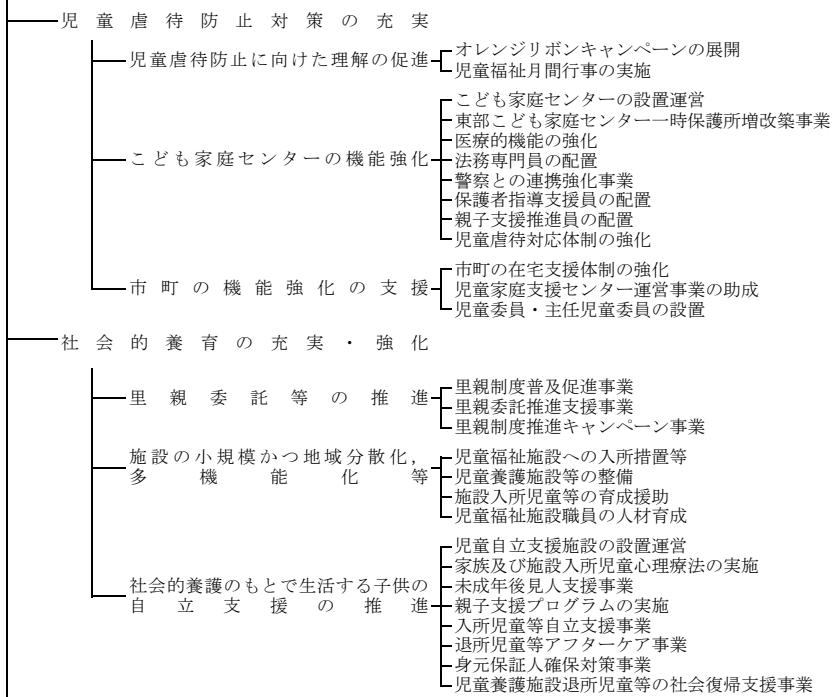 児童虐待防止対策の充実
児童虐待防止に向けた理解の促進
オレンジリボンキャンペーンの展開
児童福祉月間行事の実施
こども家庭センターの機能強化
こども家庭センターの設置運営
東部こども家庭センター一時保護所増改築事業
医療的機能の強化
法務専門員の配置
警察との連携強化事業
保護者指導支援員の配置
親子支援推進員の配置
児童虐待対応体制の強化
市町の機能強化の支援
市町の在宅支援体制の強化
児童家庭支援センター運営事業の助成
児童委員・主任児童委員の設置
社会的養育の充実・強化
里親委託等の推進
里親制度普及促進事業
里親委託推進支援事業
里親制度推進キャンペーン事業
施設の小規模かつ地域分散化，
多機能化等
児童福祉施設への入所措置等
児童養護施設等の整備
施設入所児童等の育成援助
児童福祉施設職員の人材育成
社会的養護のもとで生活する子供の
自立支援の推進
児童自立支援施設の設置運営
家族及び施設入所児童心理療法の実施
未成年後見人支援事業
親子支援プログラムの実施
入所児童等自立支援事業
退所児童等アフターケア事業
身元保証人確保対策事業
児童養護施設退所児童等の社会復帰支援事業